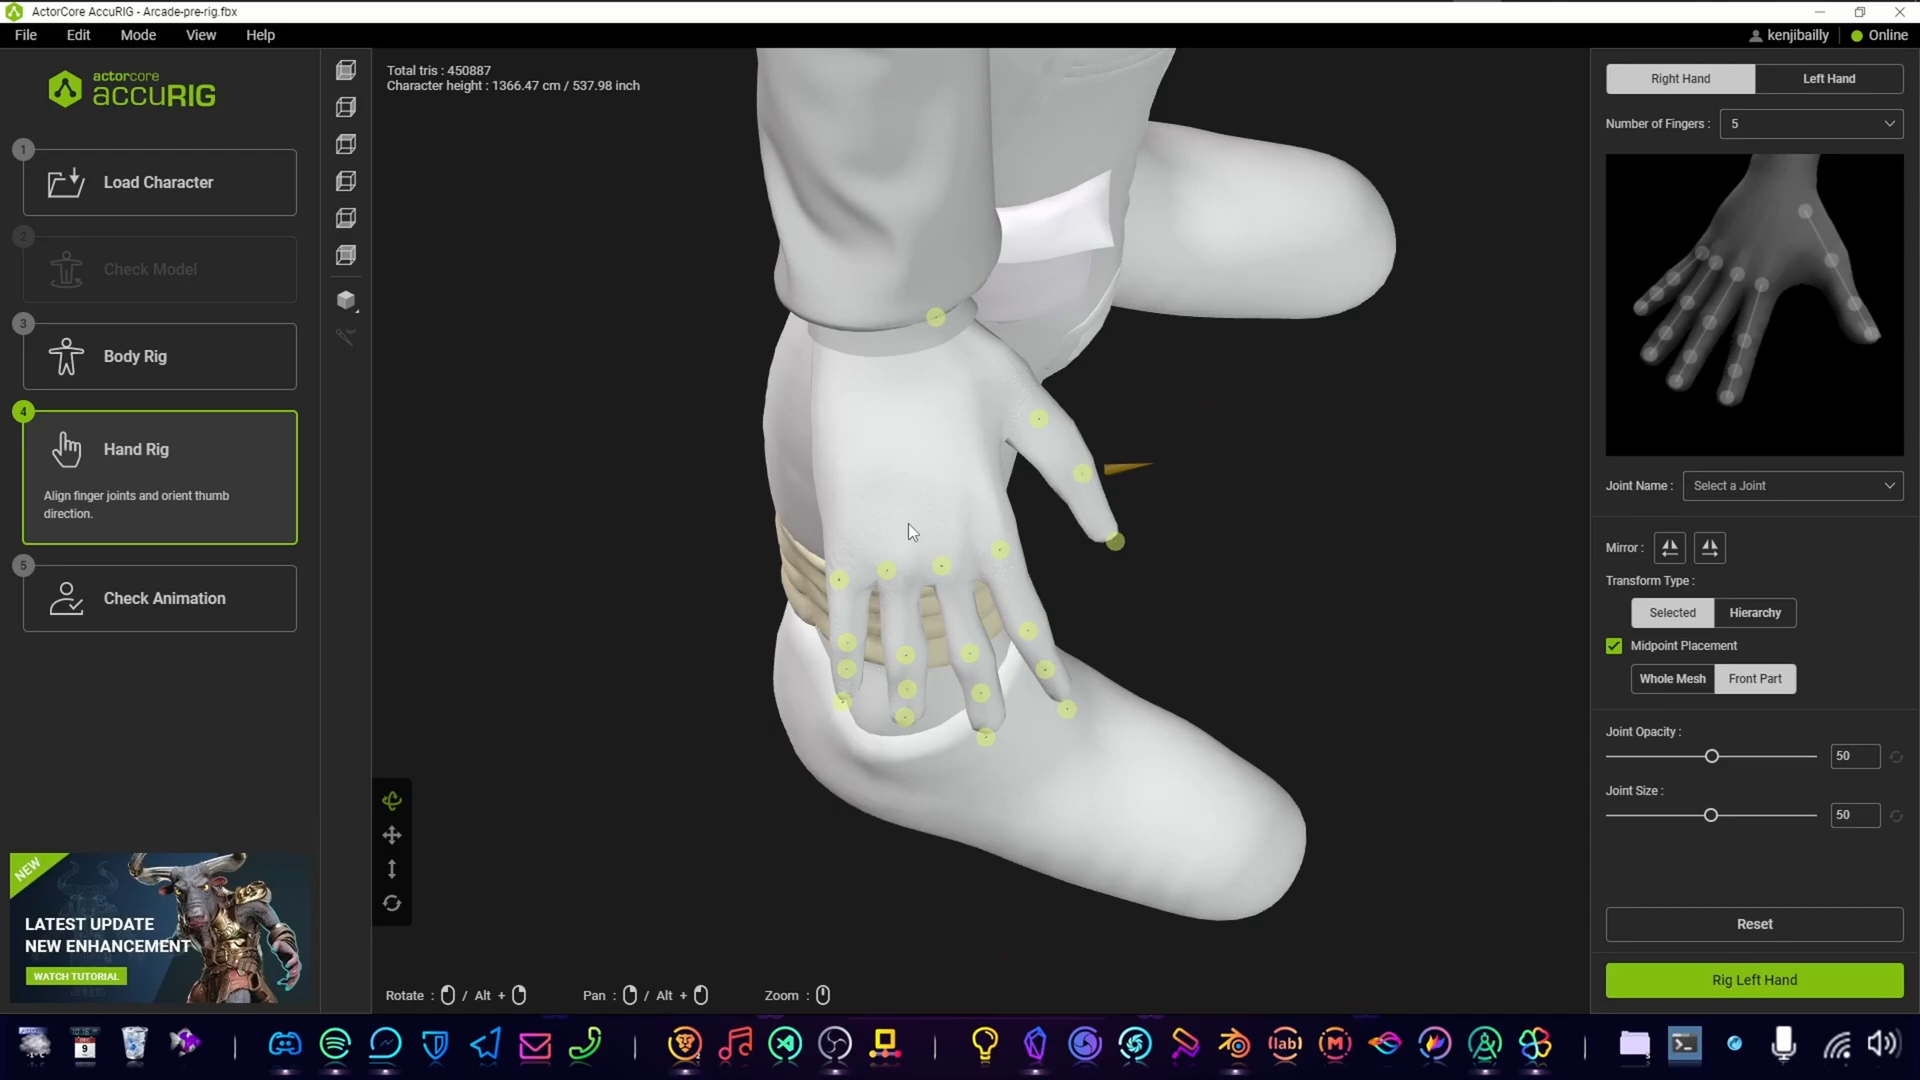 ActorCore AccuRIG - Arcade-pre-rig.fbx
File Edit Mode View Help
kenjibailly Online
actorcore
accuRIG
1
Load Character
2
Check Model
3
Body Rig
4
Hand Rig
Align finger joints and orient thumb
direction.
5
Check Animation
NEW
LATEST UPDATE
NEW ENHANCEMENT
WATCH TUTORIAL
Total tris : 450887
Character height : 1366.47 cm / 537.98 inch
Rotate : / Alt + Pan : / Alt + Zoom :
Right Hand Left Hand
Number of Fingers : 5
Joint Name : Select a Joint
Mirror :
Transform Type :
Selected Hierarchy
Midpoint Placement
Whole Mesh Front Part
Joint Opacity :
50
Joint Size :
50
Reset
Rig Left Hand
9
lab